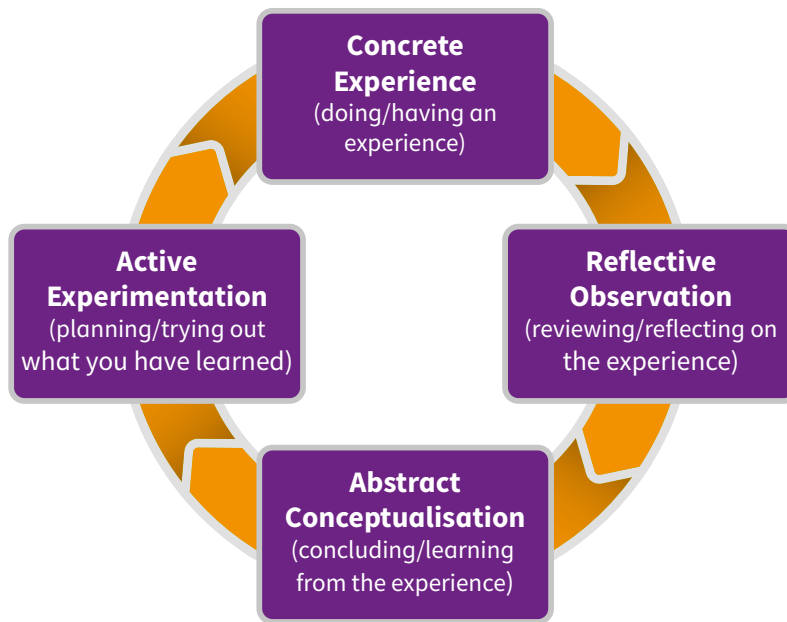 Concrete
Experience
(doing/having an
experience)
Reflective
Observation
(reviewing/reflecting on
the experience)
Abstract
Conceptualisation
(concluding/learning
from the experience)
Active
Experimentation
(planning/trying out
what you have learned)